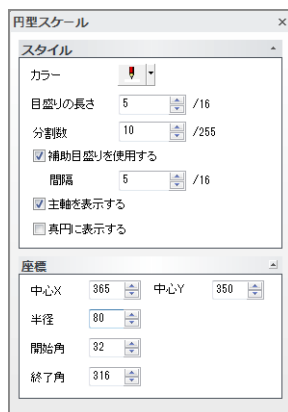 円型スケール
スタイル
カラー
目盛りの長さ 5 /16
分割数 10 /255
補助目盛りを使用する
間隔 5 /16
主軸を表示する
真円に表示する
座標
中心X 365 中心Y 350
半径 80
開始角 32
終了角 316